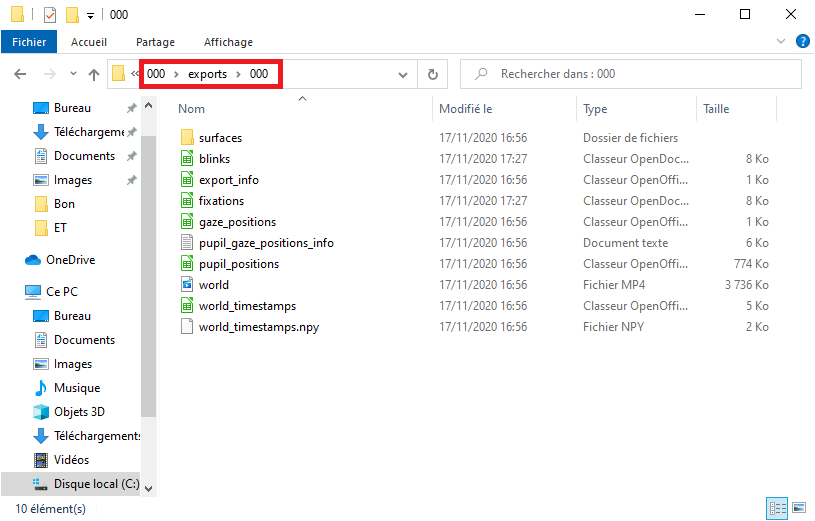 000
Fichier Accueil Partage Affichage
« 000 > exports > 000 Rechercher dans : 000
Bureau
Téléchargeme
Documents
Images
Bon
ET
OneDrive
Ce PC
Bureau
Documents
Images
Musique
Objets 3D
Téléchargements
Vidéos
Disque local (C:)
Nom Modifié le Type Taille
surfaces 17/11/2020 16:56 Dossier de fichiers
blinks 17/11/2020 17:27 Classeur OpenDoc... 8 Ko
export_info 17/11/2020 16:56 Classeur OpenOffi... 1 Ko
fixations 17/11/2020 17:27 Classeur OpenDoc... 8 Ko
gaze_positions 17/11/2020 16:56 Classeur OpenOffi... 1 Ko
pupil_gaze_positions_info 17/11/2020 16:56 Document texte 6 Ko
pupil_positions 17/11/2020 16:56 Classeur OpenOffi... 774 Ko
world 17/11/2020 16:56 Fichier MP4 3 736 Ko
world_timestamps 17/11/2020 16:56 Classeur OpenOffi... 5 Ko
world_timestamps.npy 17/11/2020 16:56 Fichier NPY 2 Ko
10 élément(s)